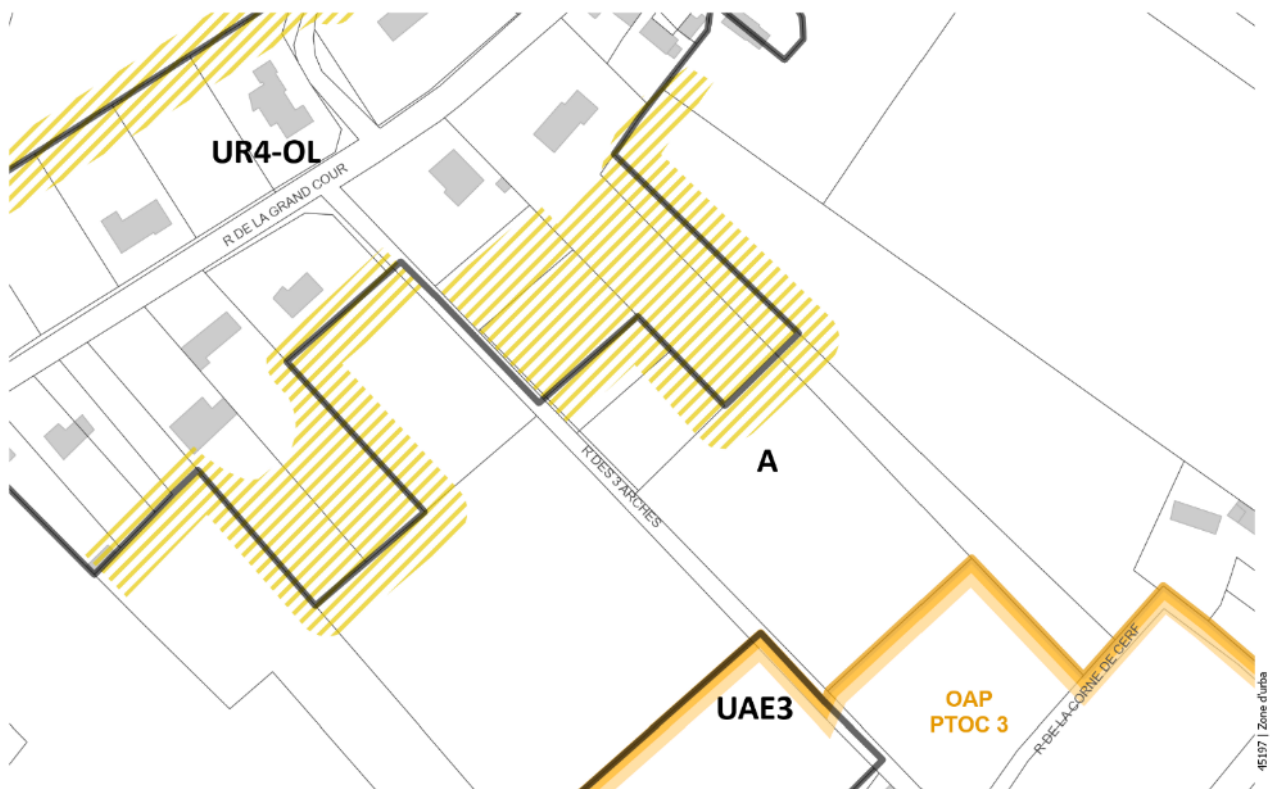 UR4-OL
R DE LA GRAND COUR
R DES 3 ARCHES
A
UAE3
OAP
PTOC 3
R DE LA CORNE DE CERF
45197 | Zone d'urba